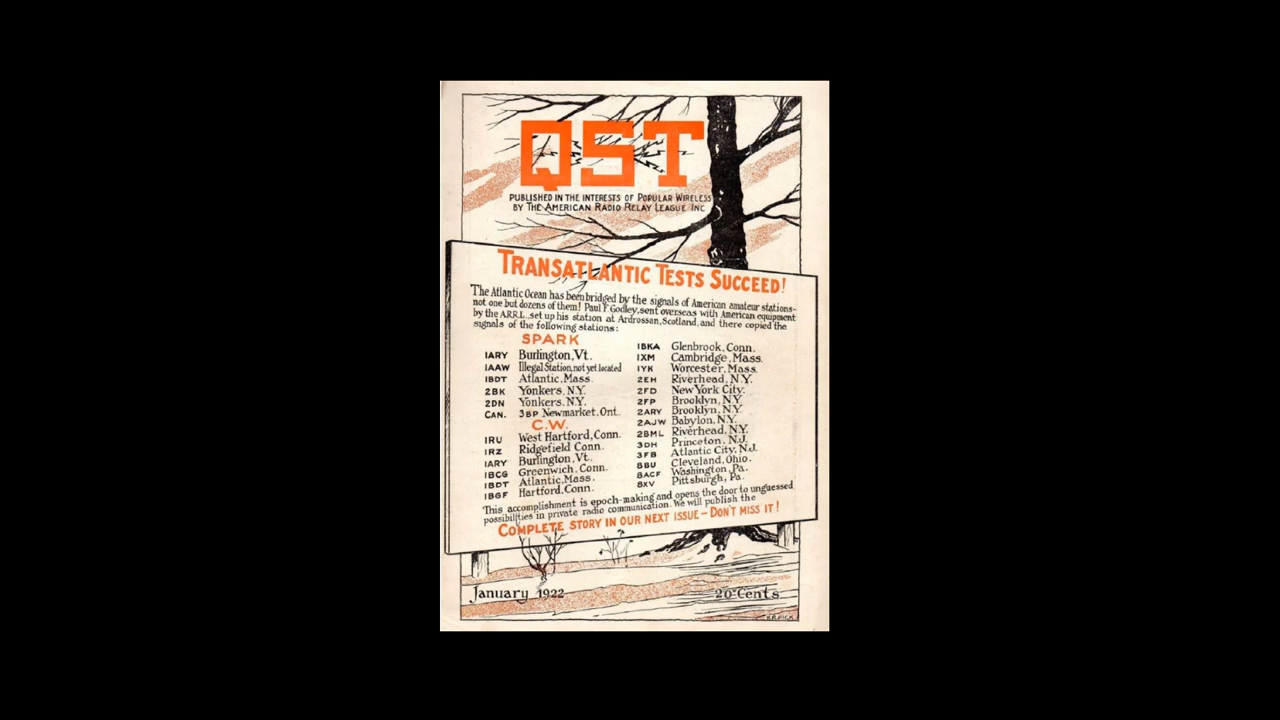 QST
PUBLISHED IN THE INTERESTS OF POPULAR WIRELESS
BY THE AMERICAN RADIO RELAY LEAGUE INC
TRANSATLANTIC TESTS SUCCEED!
The Atlantic Ocean has been bridged by the signals of American amateur stations-
not one but dozens of them! Paul F. Godley, sent overseas with American equipment
by the A.R.R.L., set up his station at Ardrossan, Scotland, and there copied the
signals of the following stations:
SPARK
1ARY Burlington, Vt.
1AAW Illegal Station, not yet located
1BDT Atlantic, Mass.
2BK Yonkers, N.Y.
2DN Yonkers, N.Y.
CAN. 3BP Newmarket, Ont.
C.W.
1RU West Hartford, Conn.
1RZ Ridgefield Conn.
1ARY Burlington, Vt.
1BCG Greenwich, Conn.
1BDT Atlantic, Mass.
1BGF Hartford, Conn.
1BKA Glenbrook, Conn.
1XM Cambridge, Mass.
1YK Worcester, Mass.
2EH Riverhead, N.Y.
2FD New York City.
2FP Brooklyn, N.Y.
2ARY Brooklyn, N.Y.
2AJW Babylon, N.Y.
2BML Riverhead, N.Y.
3DH Princeton, N.J.
3FB Atlantic City, N.J.
8BU Cleveland, Ohio.
8ACF Washington, Pa.
8XV Pittsburgh, Pa.
This accomplishment is epoch-making and opens the door to unguessed
possibilities in private radio communication. We will publish the
COMPLETE STORY IN OUR NEXT ISSUE - DON'T MISS IT!
January 1922
20 Cents